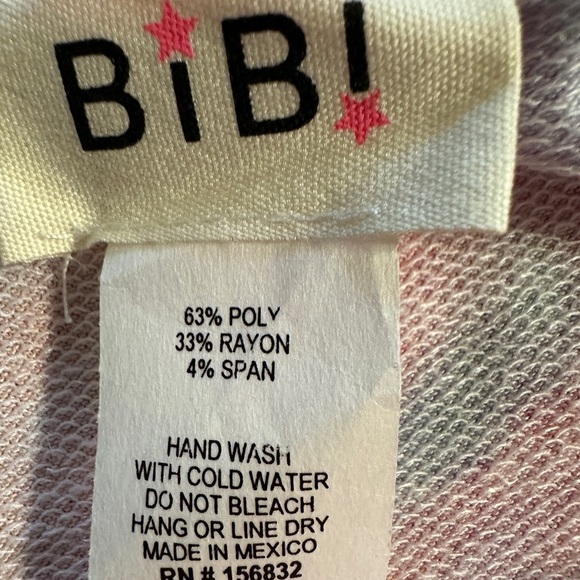 BiB!
63% POLY
33% RAYON
4% SPAN
HAND WASH
WITH COLD WATER
DO NOT BLEACH
HANG OR LINE DRY
MADE IN MEXICO
RN # 156832